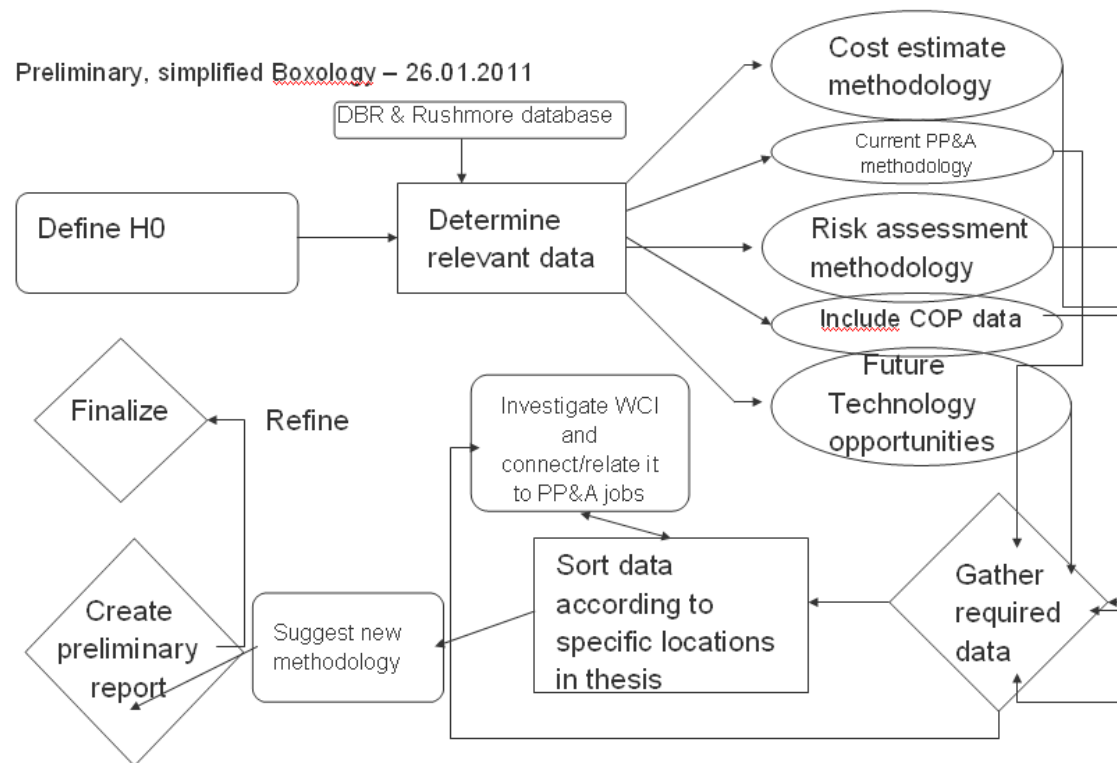 Preliminary, simplified Boxology – 26.01.2011
DBR & Rushmore database
Define H0
Determine
relevant data
Cost estimate
methodology
Current PP&A
methodology
Risk assessment
methodology
Include COP data
Future
Technology
opportunities
Finalize
Refine
Investigate WCI
and
connect/relate it
to PP&A jobs
Sort data
according to
specific locations
in thesis
Gather
required
data
Suggest new
methodology
Create
preliminary
report